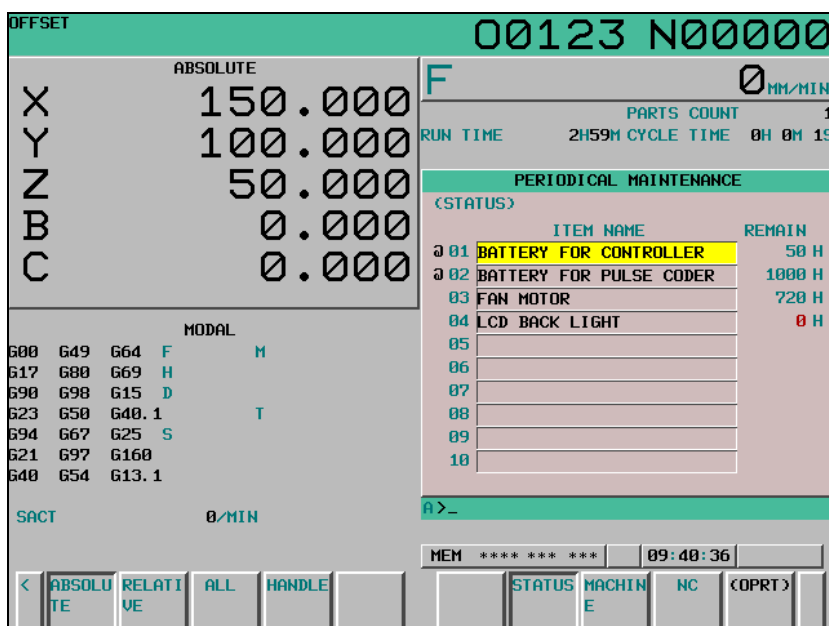 OFFSET
O0123 N00000
ABSOLUTE
X 150.000
Y 100.000
Z 50.000
B 0.000
C 0.000
F 0 MM/MIN
PARTS COUNT 1
RUN TIME 2H59M CYCLE TIME 0H 0M 1S
PERIODICAL MAINTENANCE
(STATUS)
ITEM NAME REMAIN
@ 01 BATTERY FOR CONTROLLER 50 H
@ 02 BATTERY FOR PULSE CODER 1000 H
03 FAN MOTOR 720 H
04 LCD BACK LIGHT 0 H
05
06
07
08
09
10
MODAL
G00 G49 G64 F M
G17 G80 G69 H
G90 G98 G15 D
G23 G50 G40.1 T
G94 G67 G25 S
G21 G97 G160
G40 G54 G13.1
SACT 0/MIN
A>_
MEM **** *** *** 09:40:36
< ABSOLU RELATI ALL HANDLE STATUS MACHIN NC (OPRT)
TE VE E